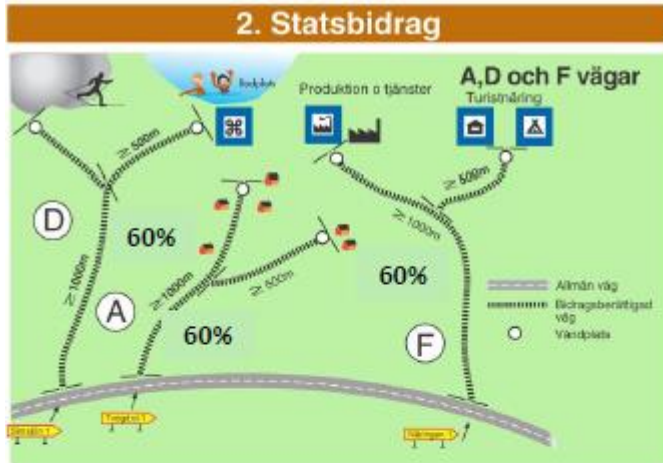 2. Statsbidrag
Badplats
Produktion o tjänster
A,D och F vägar
Turistnäring
≥ 500m
≥ 500m
D
60%
≥ 1000m
60%
≥ 1000m
≥ 1000m
≥ 500m
A
60%
F
Allmän väg
Bidragsberättigad väg
Vändplats